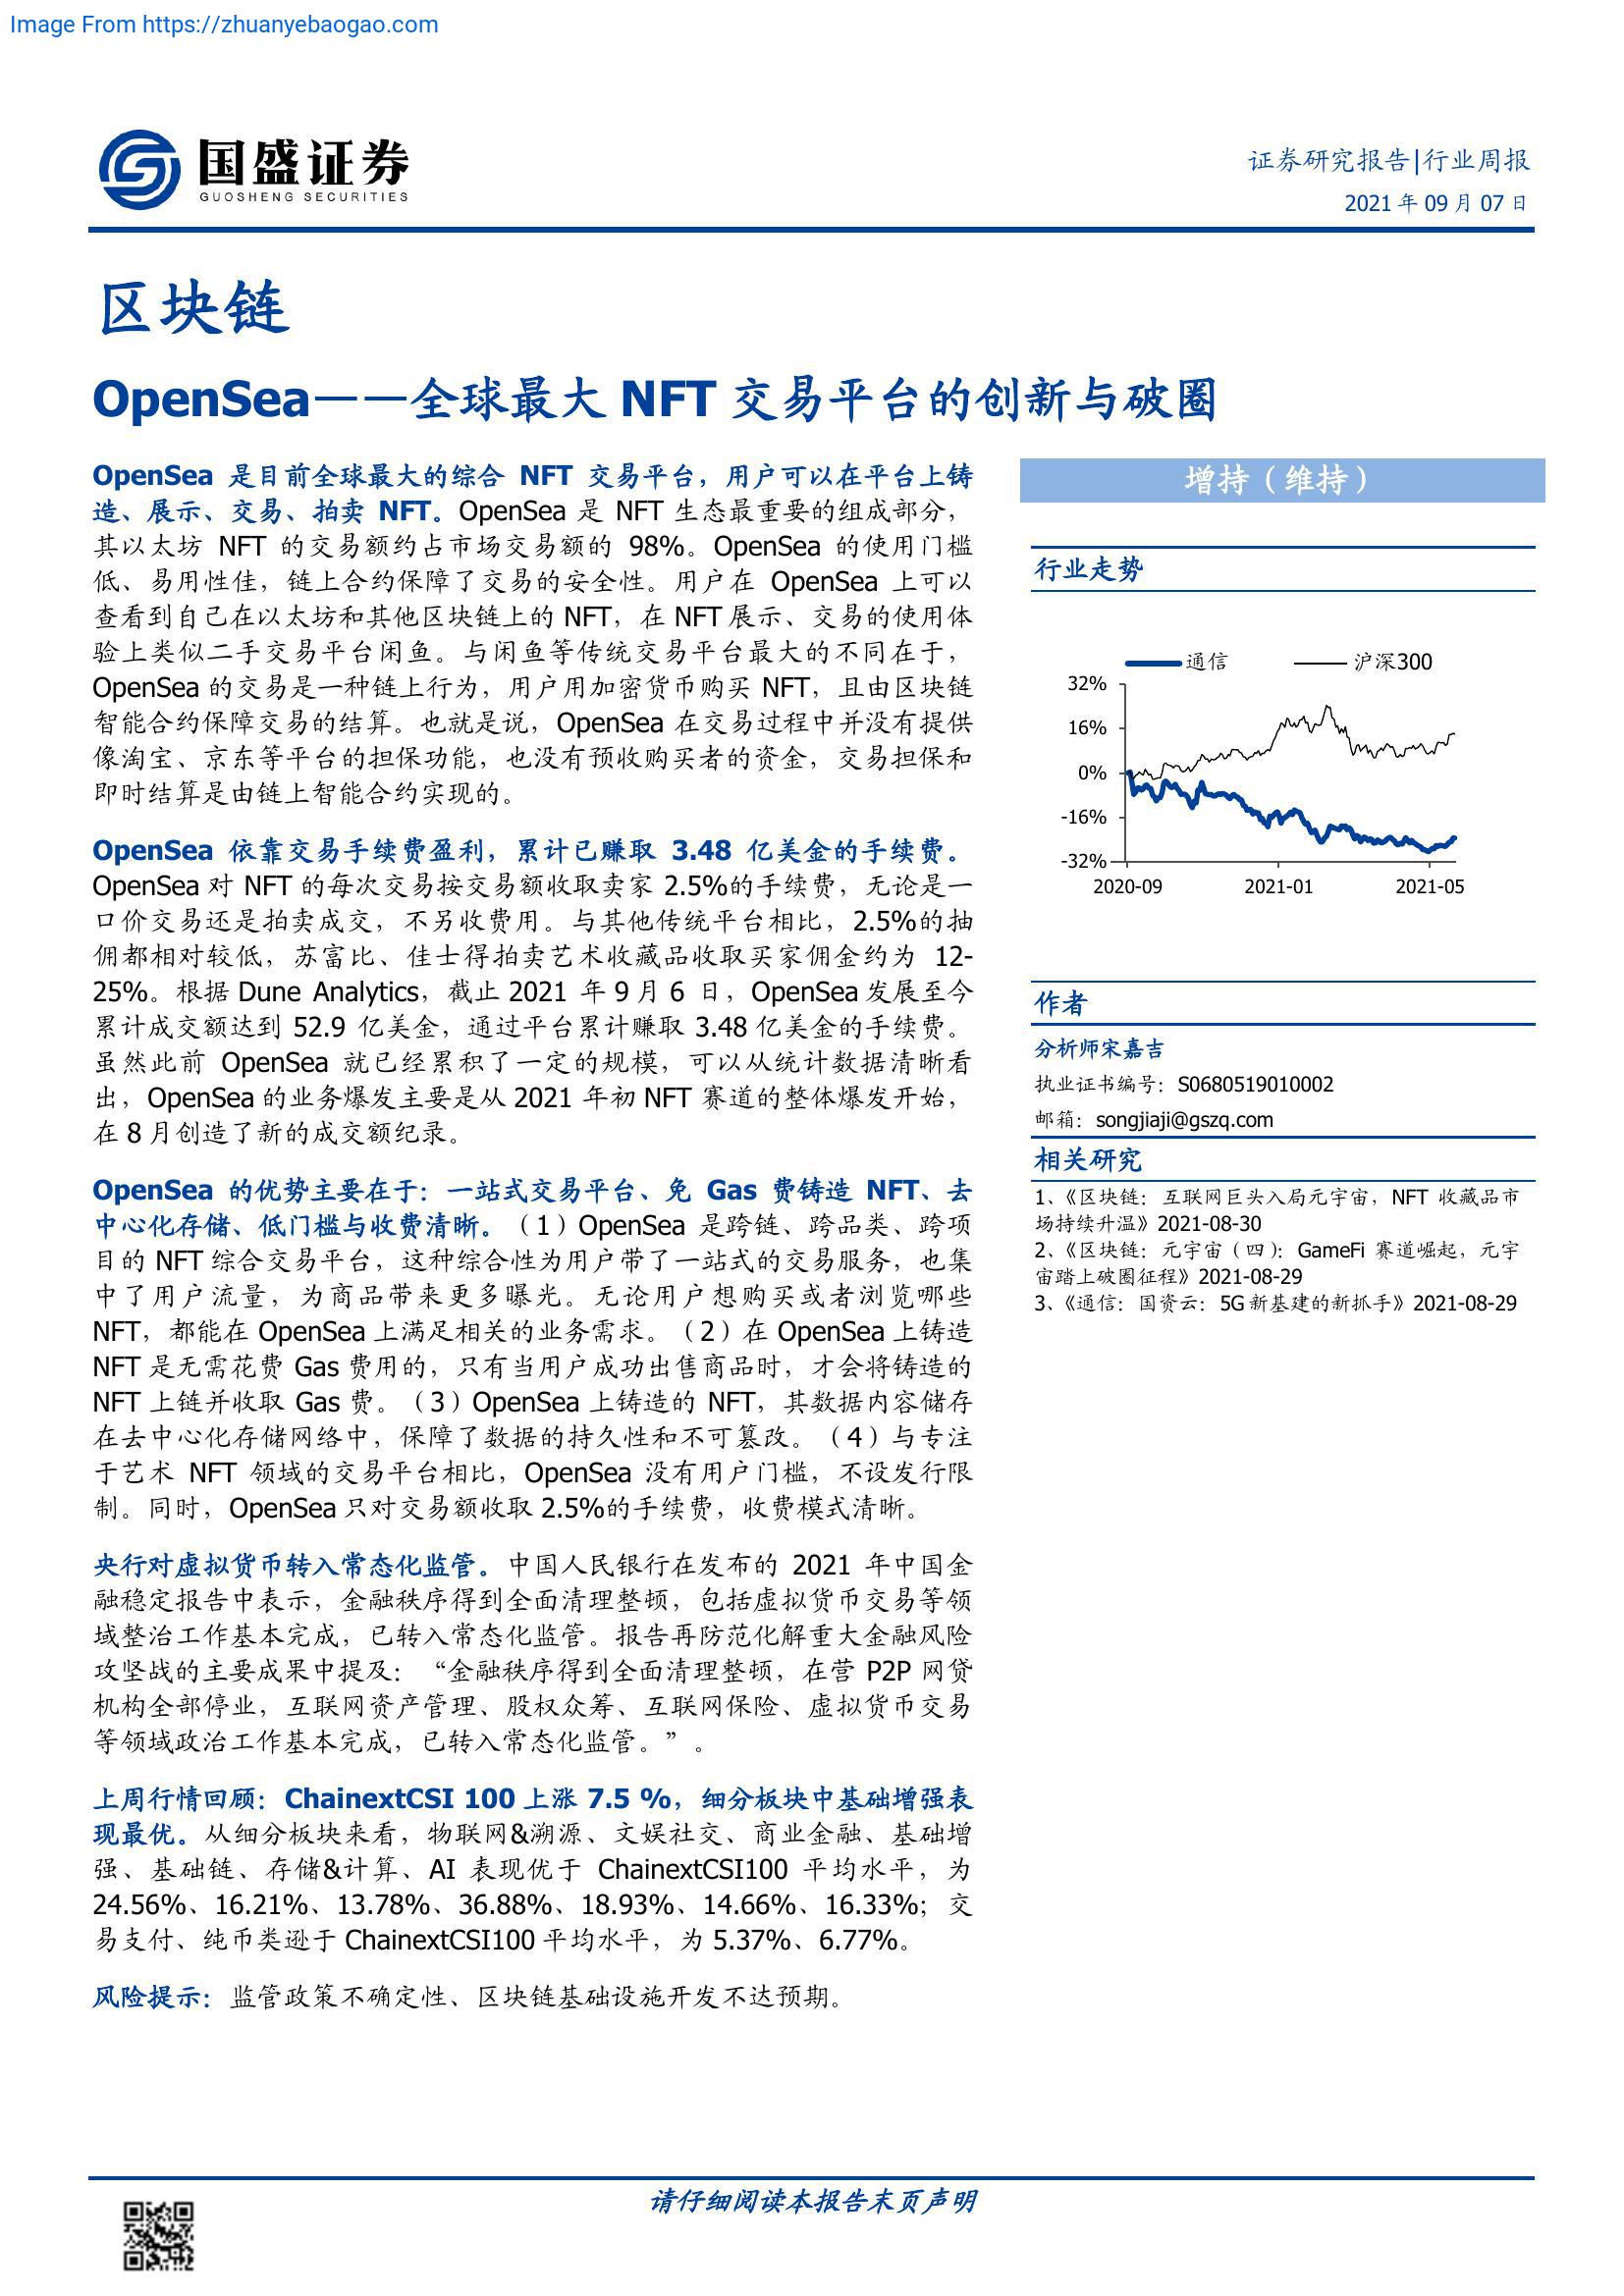 Image From https://zhuanyebaogao.com
国盛证券
GUOSHENG SECURITIES
证券研究报告|行业周报
2021 年 09 月 07 日
区块链
OpenSea——全球最大 NFT 交易平台的创新与破圈
OpenSea 是目前全球最大的综合 NFT 交易平台，用户可以在平台上铸
造、展示、交易、拍卖 NFT。OpenSea 是 NFT 生态最重要的组成部分，
其以太坊 NFT 的交易额约占市场交易额的 98%。OpenSea 的使用门槛
低、易用性佳，链上合约保障了交易的安全性。用户在 OpenSea 上可以
查看到自己在以太坊和其他区块链上的 NFT，在 NFT 展示、交易的使用体
验上类似二手交易平台闲鱼。与闲鱼等传统交易平台最大的不同在于，
OpenSea 的交易是一种链上行为，用户用加密货币购买 NFT，且由区块链
智能合约保障交易的结算。也就是说，OpenSea 在交易过程中并没有提供
像淘宝、京东等平台的担保功能，也没有预收购买者的资金，交易担保和
即时结算是由链上智能合约实现的。
OpenSea 依靠交易手续费盈利，累计已赚取 3.48 亿美金的手续费。
OpenSea 对 NFT 的每次交易按交易额收取卖家 2.5%的手续费，无论是一
口价交易还是拍卖成交，不另收费用。与其他传统平台相比，2.5%的抽
佣都相对较低，苏富比、佳士得拍卖艺术收藏品收取买家佣金约为 12-
25%。根据 Dune Analytics，截止 2021 年 9 月 6 日，OpenSea 发展至今
累计成交额达到 52.9 亿美金，通过平台累计赚取 3.48 亿美金的手续费。
虽然此前 OpenSea 就已经累积了一定的规模，可以从统计数据清晰看
出，OpenSea 的业务爆发主要是从 2021 年初 NFT 赛道的整体爆发开始，
在 8 月创造了新的成交额纪录。
OpenSea 的优势主要在于：一站式交易平台、免 Gas 费铸造 NFT、去
中心化存储、低门槛与收费清晰。（1）OpenSea 是跨链、跨品类、跨项
目的 NFT 综合交易平台，这种综合性为用户带了一站式的交易服务，也集
中了用户流量，为商品带来更多曝光。无论用户想购买或者浏览哪些
NFT，都能在 OpenSea 上满足相关的业务需求。（2）在 OpenSea 上铸造
NFT 是无需花费 Gas 费用的，只有当用户成功出售商品时，才会将铸造的
NFT 上链并收取 Gas 费。（3）OpenSea 上铸造的 NFT，其数据内容储存
在去中心化存储网络中，保障了数据的持久性和不可篡改。（4）与专注
于艺术 NFT 领域的交易平台相比，OpenSea 没有用户门槛，不设发行限
制。同时，OpenSea 只对交易额收取 2.5%的手续费，收费模式清晰。
央行对虚拟货币转入常态化监管。中国人民银行在发布的 2021 年中国金
融稳定报告中表示，金融秩序得到全面清理整顿，包括虚拟货币交易等领
域整治工作基本完成，已转入常态化监管。报告再防范化解重大金融风险
攻坚战的主要成果中提及：“金融秩序得到全面清理整顿，在营 P2P 网贷
机构全部停业，互联网资产管理、股权众筹、互联网保险、虚拟货币交易
等领域政治工作基本完成，已转入常态化监管。”。
上周行情回顾：ChainextCSI 100 上涨 7.5 %，细分板块中基础增强表
现最优。从细分板块来看，物联网&溯源、文娱社交、商业金融、基础增
强、基础链、存储&计算、AI 表现优于 ChainextCSI100 平均水平，为
24.56%、16.21%、13.78%、36.88%、18.93%、14.66%、16.33%；交
易支付、纯币类逊于 ChainextCSI100 平均水平，为 5.37%、6.77%。
风险提示：监管政策不确定性、区块链基础设施开发不达预期。
增持（维持）
行业走势
通信 沪深300
32%
16%
0%
-16%
-32%
2020-09 2021-01 2021-05
作者
分析师宋嘉吉
执业证书编号：S0680519010002
邮箱：songjiaji@gszq.com
相关研究
1、《区块链：互联网巨头入局元宇宙，NFT 收藏品市
场持续升温》2021-08-30
2、《区块链：元宇宙（四）：GameFi 赛道崛起，元宇
宙踏上破圈征程》2021-08-29
3、《通信：国资云：5G 新基建的新抓手》2021-08-29
请仔细阅读本报告末页声明